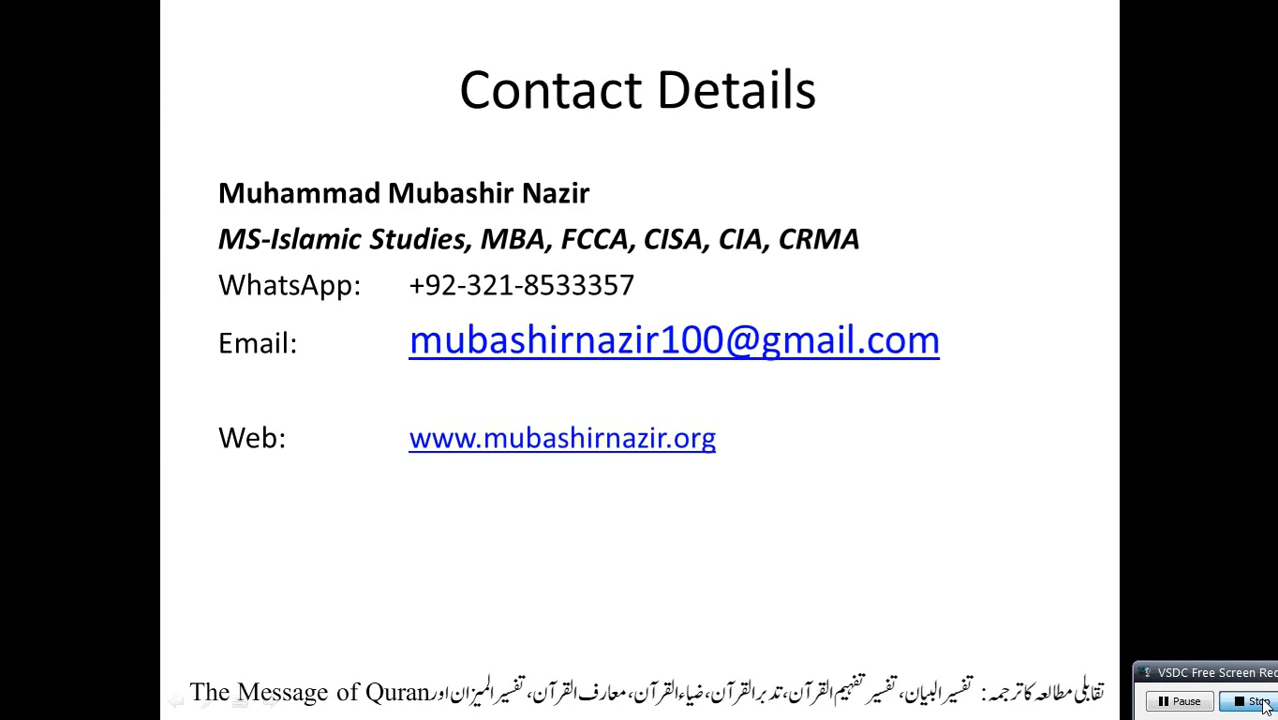 Contact Details
Muhammad Mubashir Nazir
MS-Islamic Studies, MBA, FCCA, CISA, CIA, CRMA
WhatsApp: +92-321-8533357
Email: mubashirnazir100@gmail.com
Web: www.mubashirnazir.org
تقابلی مطالعہ کا ترجمہ: تفسیر البیان، تفسیر تفہیم القرآن، تدبر القرآن، ضیاءالقرآن، معارف القرآن، تفسیر المیزان اور The Message of Quran
VSDC Free Screen Rec
Pause